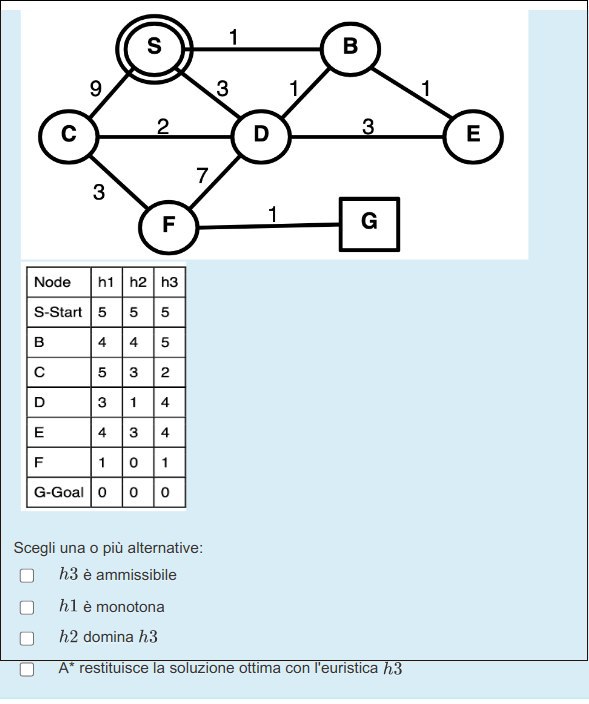 S 1 B
9 3 1 1
C 2 D 3 E
3 7
F 1 G
Node h1 h2 h3
S-Start 5 5 5
B 4 4 5
C 5 3 2
D 3 1 4
E 4 3 4
F 1 0 1
G-Goal 0 0 0
Scegli una o più alternative:
h3 è ammissibile
h1 è monotona
h2 domina h3
A* restituisce la soluzione ottima con l'euristica h3